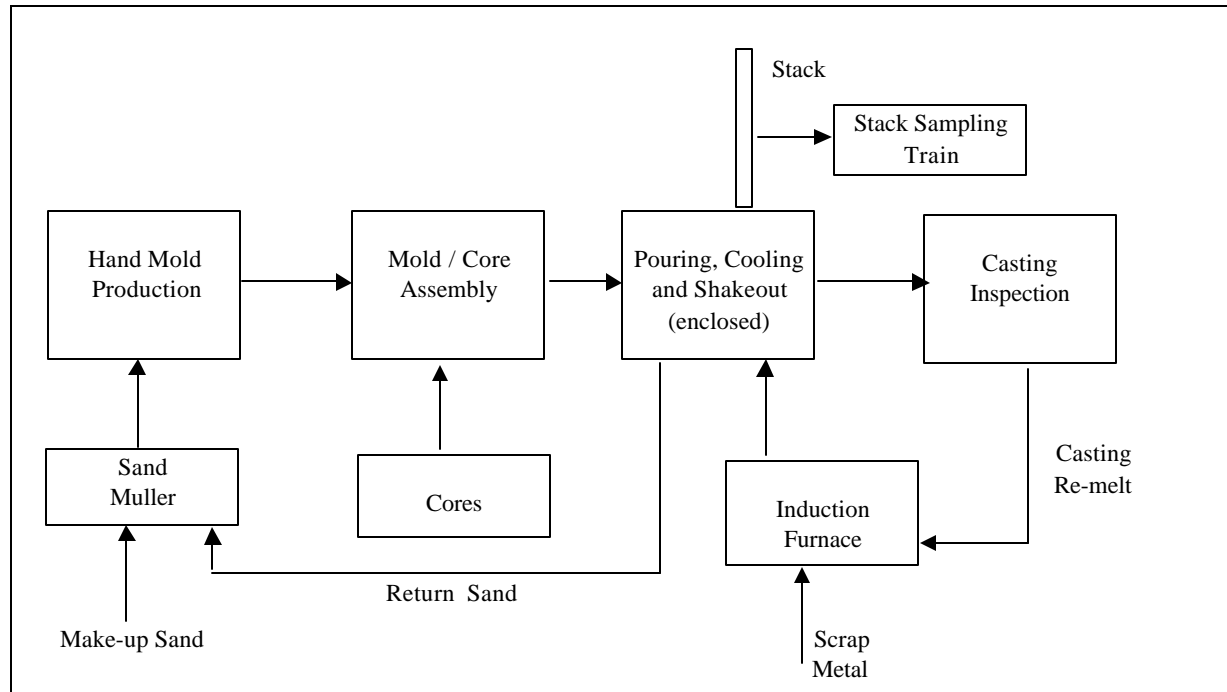 Stack
Stack Sampling
Train
Hand Mold
Production
Mold / Core
Assembly
Pouring, Cooling
and Shakeout
(enclosed)
Casting
Inspection
Sand
Muller
Cores
Induction
Furnace
Casting
Re-melt
Return Sand
Make-up Sand
Scrap
Metal